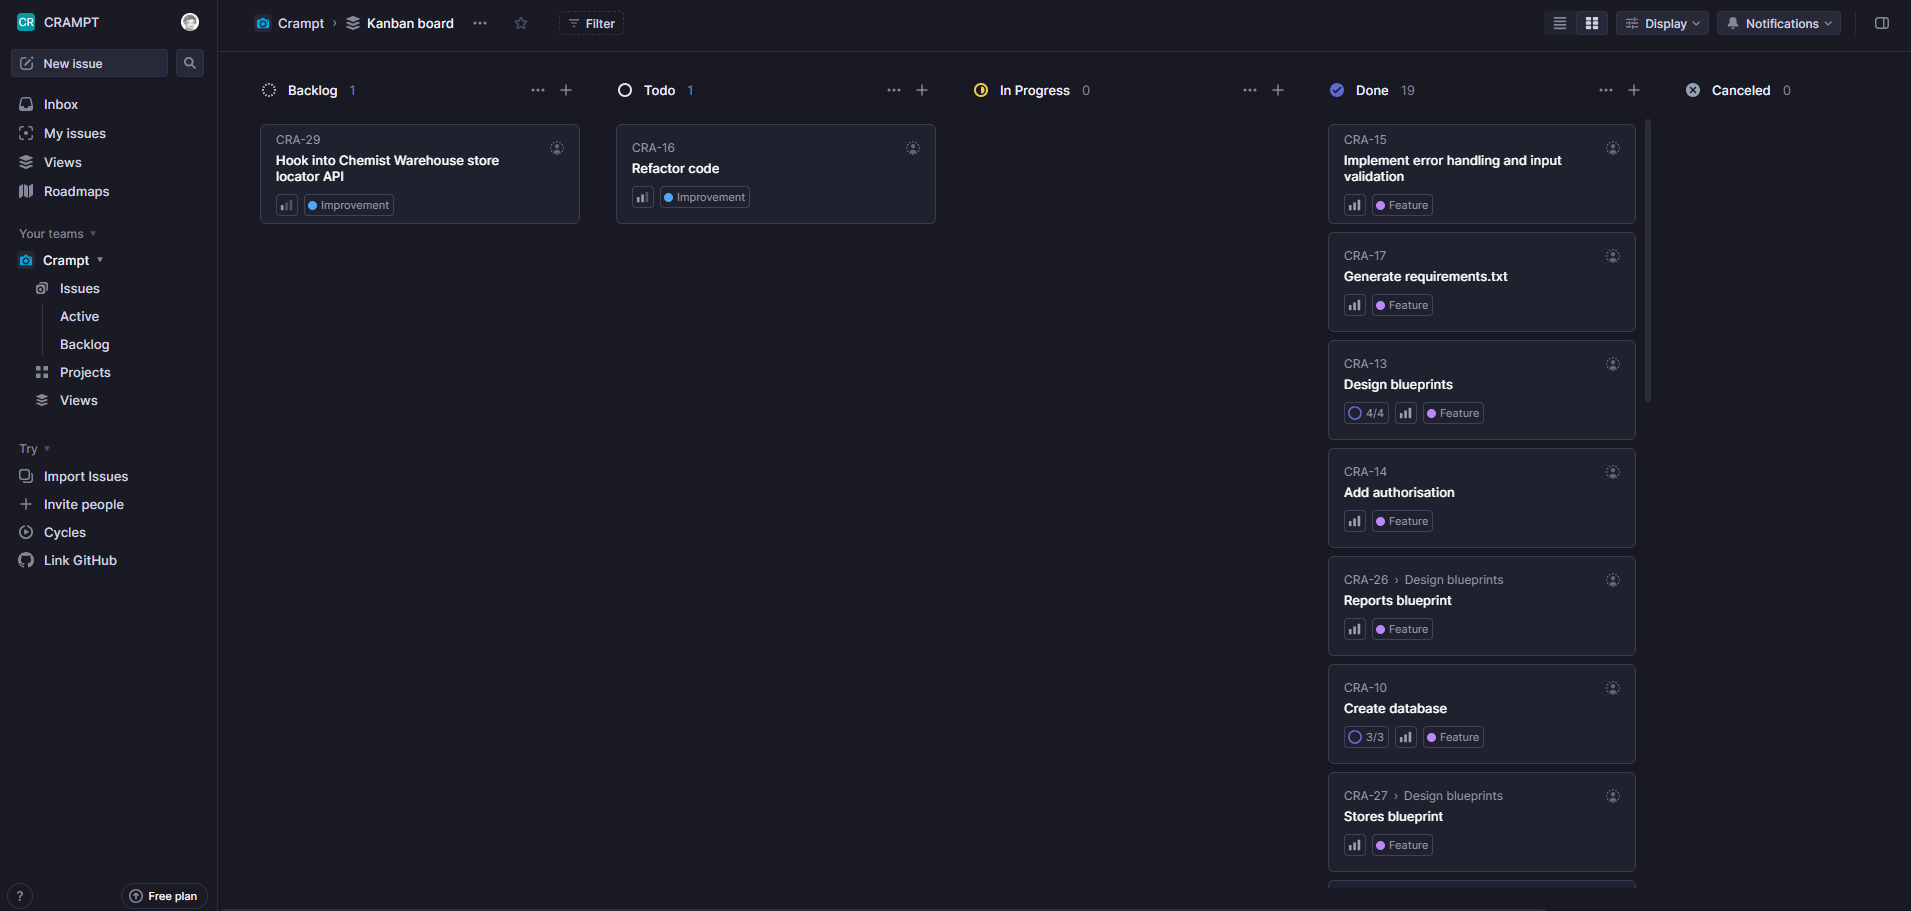 CR CRAMPT
New issue
Inbox
My issues
Views
Roadmaps
Your teams
Crampt
Issues
Active
Backlog
Projects
Views
Try
Import Issues
Invite people
Cycles
Link GitHub
?
Free plan
Crampt › Kanban board
Filter
Display
Notifications
Backlog 1
CRA-29
Hook into Chemist Warehouse store
locator API
Improvement
Todo 1
CRA-16
Refactor code
Improvement
In Progress 0
Done 19
CRA-15
Implement error handling and input
validation
Feature
CRA-17
Generate requirements.txt
Feature
CRA-13
Design blueprints
4/4 Feature
CRA-14
Add authorisation
Feature
CRA-26 › Design blueprints
Reports blueprint
Feature
CRA-10
Create database
3/3 Feature
CRA-27 › Design blueprints
Stores blueprint
Feature
Canceled 0